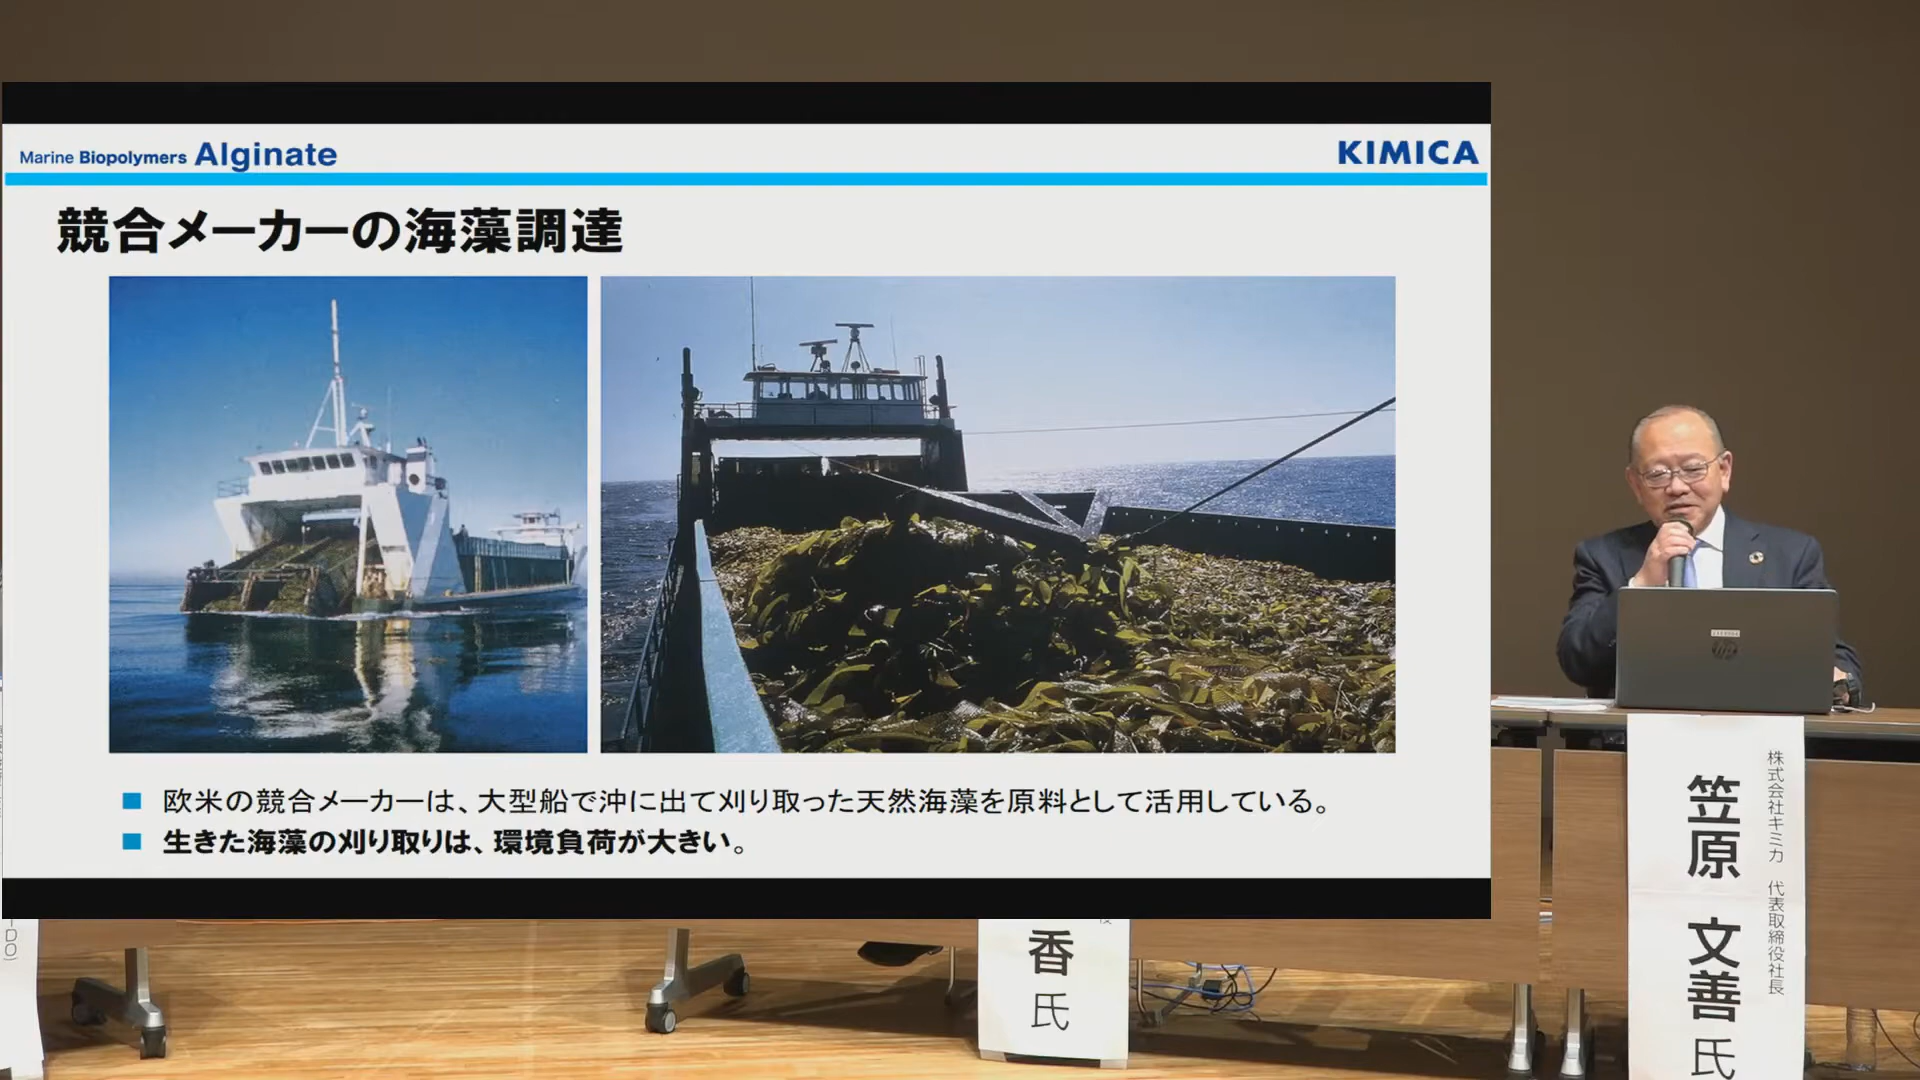 Marine Biopolymers Alginate
KIMICA
競合メーカーの海藻調達
■ 欧米の競合メーカーは、大型船で沖に出て刈り取った天然海藻を原料として活用している。
■ 生きた海藻の刈り取りは、環境負荷が大きい。
株式会社キミカ 代表取締役社長
笠原 文善 氏
香 氏
DO)
hp